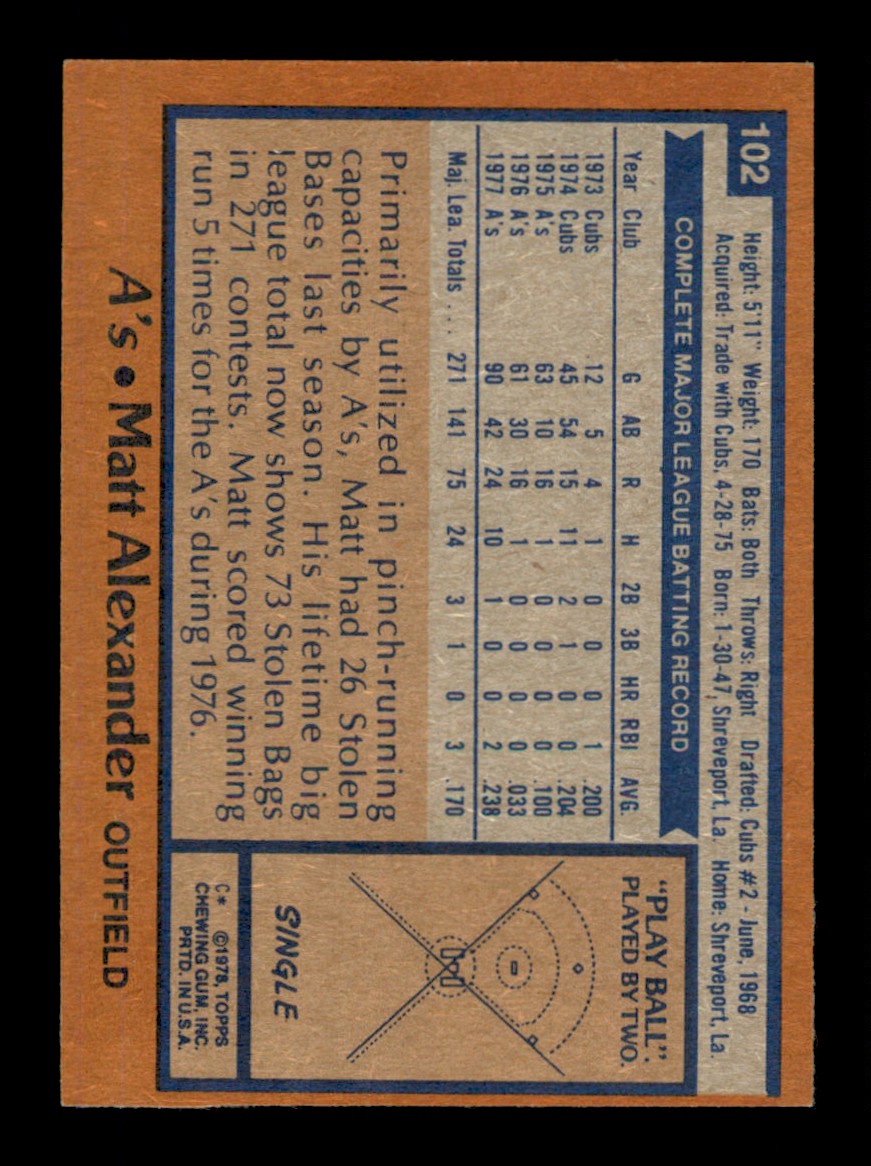 102
Height: 5'11" Weight: 170 Bats: Both Throws: Right Drafted: Cubs #2 - June, 1968
Acquired: Trade with Cubs, 4-28-75 Born: 1-30-47, Shreveport, La. Home: Shreveport, La.
COMPLETE MAJOR LEAGUE BATTING RECORD
Year Club G AB R H 2B 3B HR RBI AVG.
1973 Cubs 12 5 4 1 0 0 0 1 .200
1974 Cubs 45 54 15 11 2 1 0 0 .204
1975 A's 63 10 16 1 0 0 0 0 .100
1976 A's 61 30 16 1 0 0 0 0 .033
1977 A's 90 42 24 10 1 0 0 2 .238
Maj. Lea. Totals . . . 271 141 75 24 3 1 0 3 .170
Primarily utilized in pinch-running
capacities by A's, Matt had 26 Stolen
Bases last season. His lifetime big
league total now shows 73 Stolen Bags
in 271 contests. Matt scored winning
run 5 times for the A's during 1976.
"PLAY BALL":
PLAYED BY TWO.
SINGLE
C* ©1978, TOPPS
CHEWING GUM, INC.
PRTD. IN U.S.A.
A's • Matt Alexander OUTFIELD